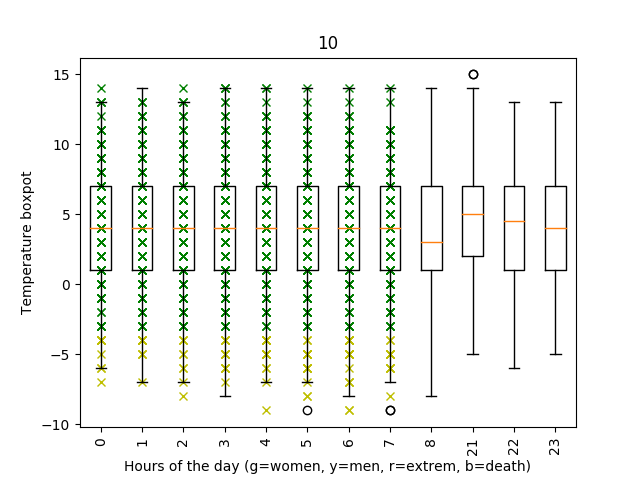 10
Temperature boxpot
15
10
5
0
−5
−10
0 1 2 3 4 5 6 7 8 21 22 23
Hours of the day (g=women, y=men, r=extrem, b=death)